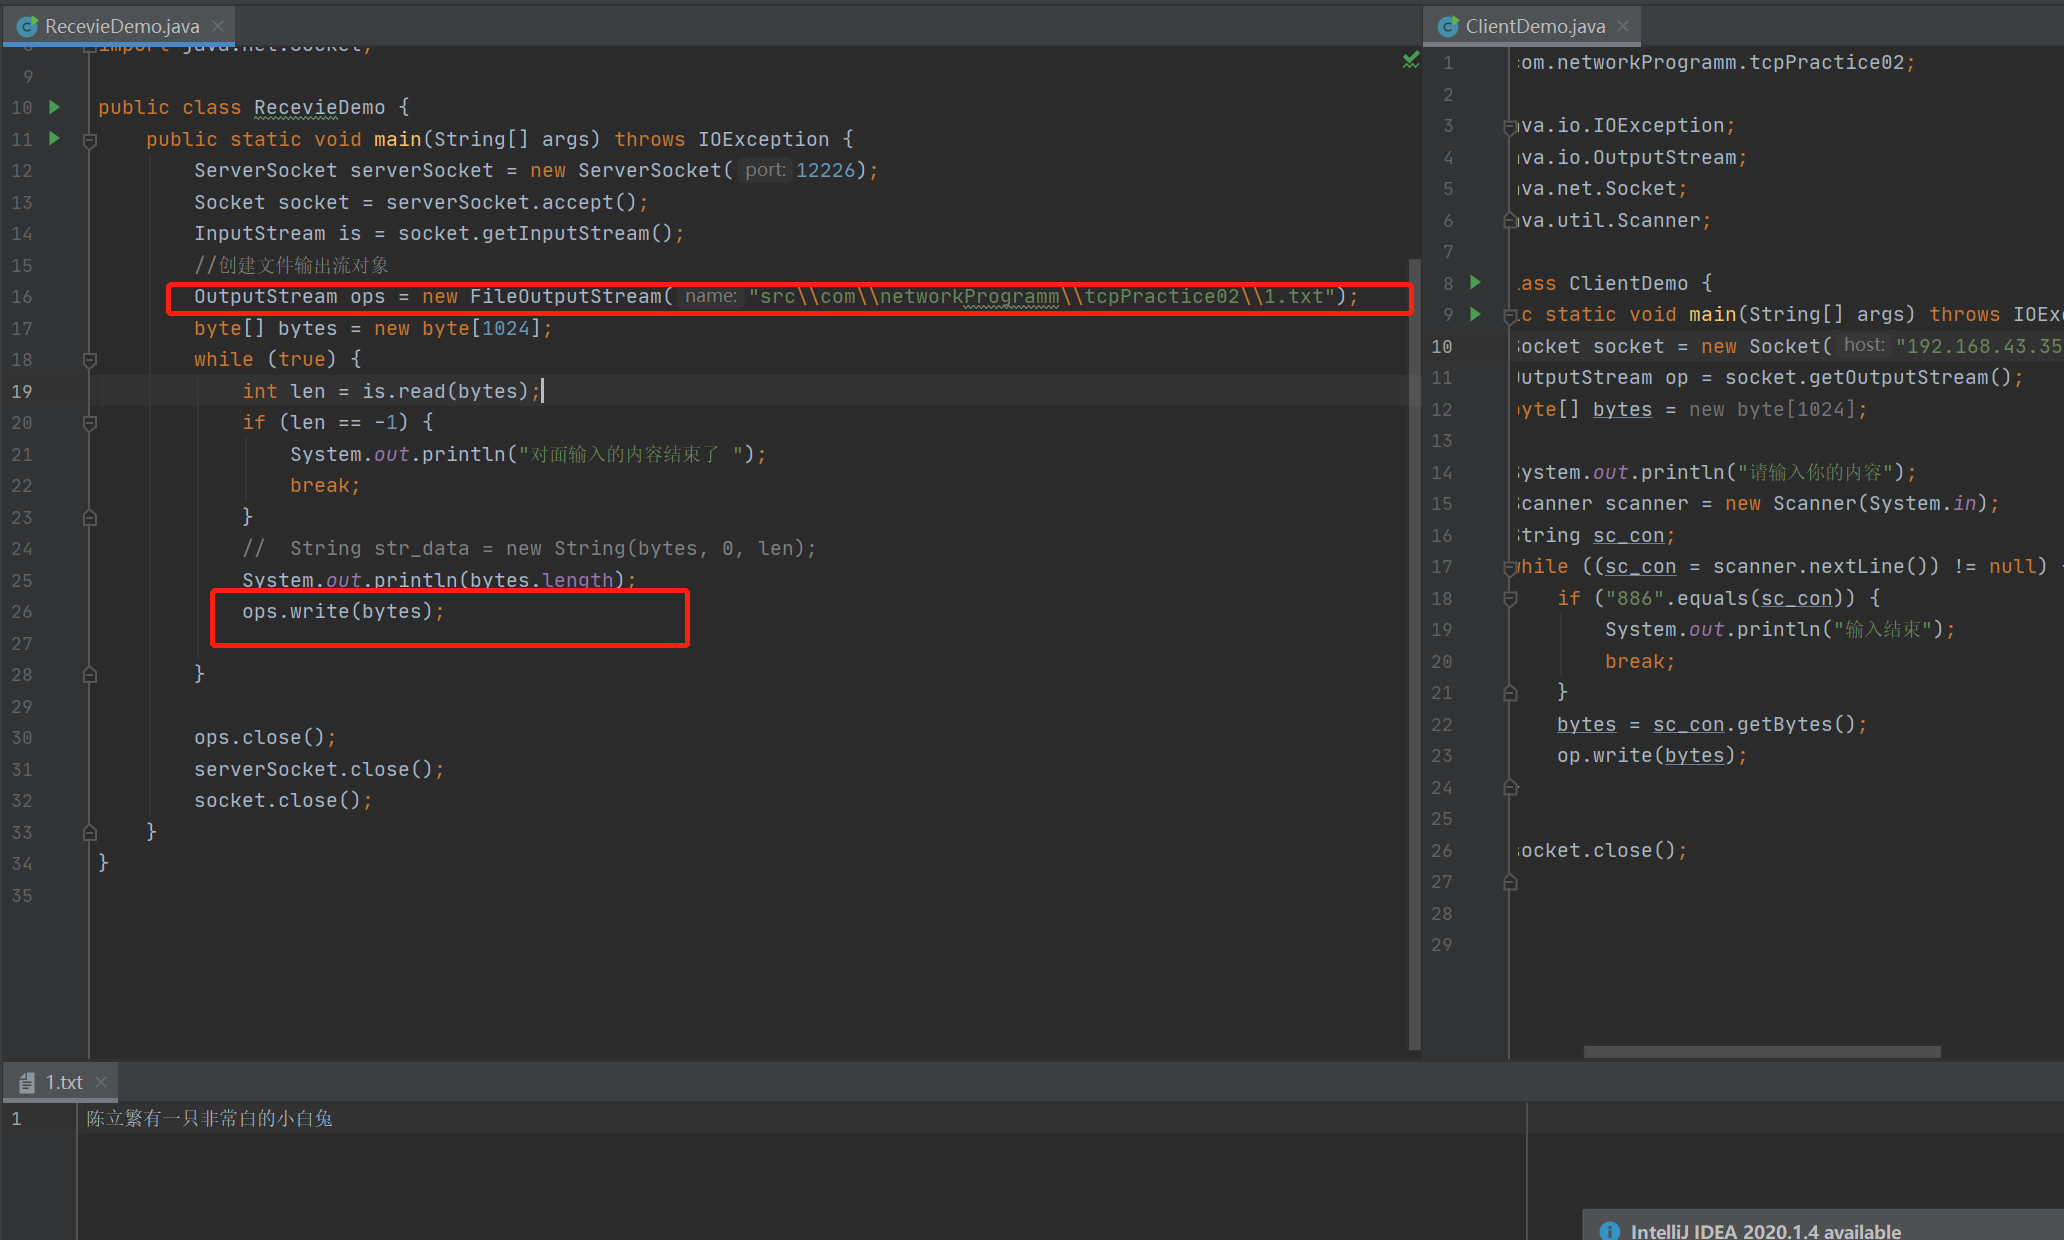 RecevieDemo.java
import java.net.Socket;
9
10 public class RecevieDemo {
11 public static void main(String[] args) throws IOException {
12 ServerSocket serverSocket = new ServerSocket( port: 12226);
13 Socket socket = serverSocket.accept();
14 InputStream is = socket.getInputStream();
15 //创建文件输出流对象
16 OutputStream ops = new FileOutputStream( name: "src\\com\\networkProgramm\\tcpPractice02\\1.txt");
17 byte[] bytes = new byte[1024];
18 while (true) {
19 int len = is.read(bytes);
20 if (len == -1) {
21 System.out.println("对面输入的内容结束了 ");
22 break;
23 }
24 // String str_data = new String(bytes, 0, len);
25 System.out.println(bytes.length);
26 ops.write(bytes);
27
28 }
29
30 ops.close();
31 serverSocket.close();
32 socket.close();
33 }
34 }
35
ClientDemo.java
1 om.networkProgramm.tcpPractice02;
2
3 va.io.IOException;
4 va.io.OutputStream;
5 va.net.Socket;
6 va.util.Scanner;
7
8 ass ClientDemo {
9 c static void main(String[] args) throws IOEx
10 Socket socket = new Socket( host: "192.168.43.35
11 OutputStream op = socket.getOutputStream();
12 byte[] bytes = new byte[1024];
13
14 System.out.println("请输入你的内容");
15 Scanner scanner = new Scanner(System.in);
16 String sc_con;
17 while ((sc_con = scanner.nextLine()) != null) {
18 if ("886".equals(sc_con)) {
19 System.out.println("输入结束");
20 break;
21 }
22 bytes = sc_con.getBytes();
23 op.write(bytes);
24
25
26 socket.close();
27
28
29
1.txt
1 陈立繁有一只非常白的小白兔
IntelliJ IDEA 2020.1.4 available